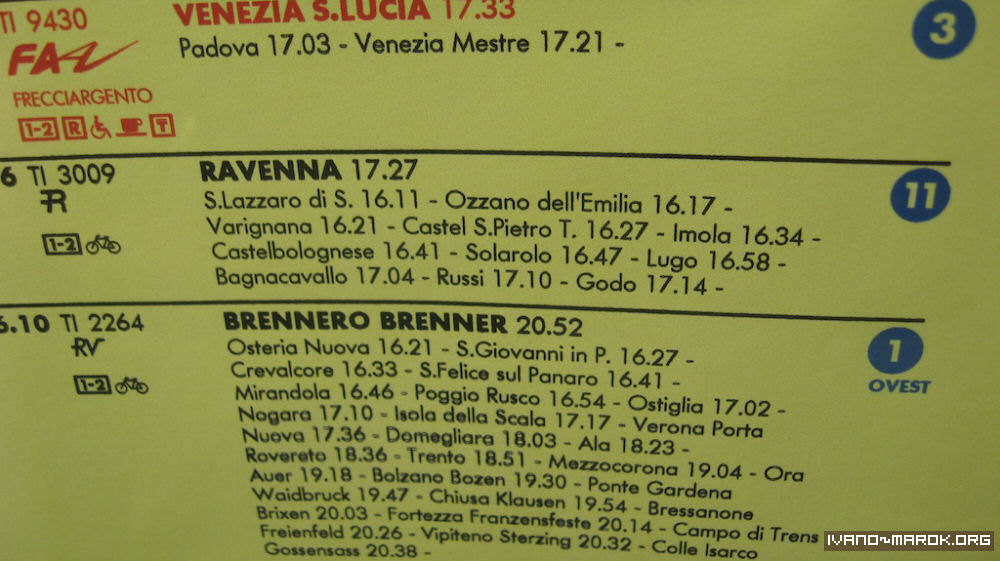 TI 9430
VENEZIA S.LUCIA 17.33
3
FA
Padova 17.03 - Venezia Mestre 17.21 -
FRECCIARGENTO
1-2 R T
6 TI 3009
RAVENNA 17.27
11
R
S.Lazzaro di S. 16.11 - Ozzano dell'Emilia 16.17 -
Varignana 16.21 - Castel S.Pietro T. 16.27 - Imola 16.34 -
1-2
Castelbolognese 16.41 - Solarolo 16.47 - Lugo 16.58 -
Bagnacavallo 17.04 - Russi 17.10 - Godo 17.14 -
6.10 TI 2264
BRENNERO BRENNER 20.52
1
OVEST
RV
Osteria Nuova 16.21 - S.Giovanni in P. 16.27 -
Crevalcore 16.33 - S.Felice sul Panaro 16.41 -
1-2
Mirandola 16.46 - Poggio Rusco 16.54 - Ostiglia 17.02 -
Nogara 17.10 - Isola della Scala 17.17 - Verona Porta
Nuova 17.36 - Domegliara 18.03 - Ala 18.23 -
Rovereto 18.36 - Trento 18.51 - Mezzocorona 19.04 - Ora
Auer 19.18 - Bolzano Bozen 19.30 - Ponte Gardena
Waidbruck 19.47 - Chiusa Klausen 19.54 - Bressanone
Brixen 20.03 - Fortezza Franzensfeste 20.14 - Campo di Trens
Freienfeld 20.26 - Vipiteno Sterzing 20.32 - Colle Isarco
Gossensass 20.38 -
IVANO-MAROK.ORG